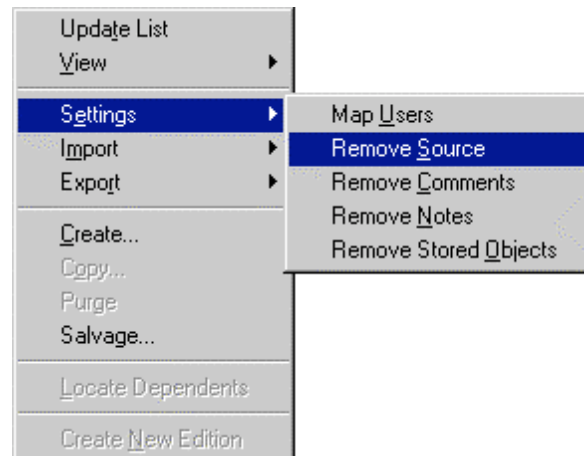 Update List
View
Settings
Import
Export
Create...
Copy...
Purge
Salvage...
Locate Dependents
Create New Edition
Map Users
Remove Source
Remove Comments
Remove Notes
Remove Stored Objects